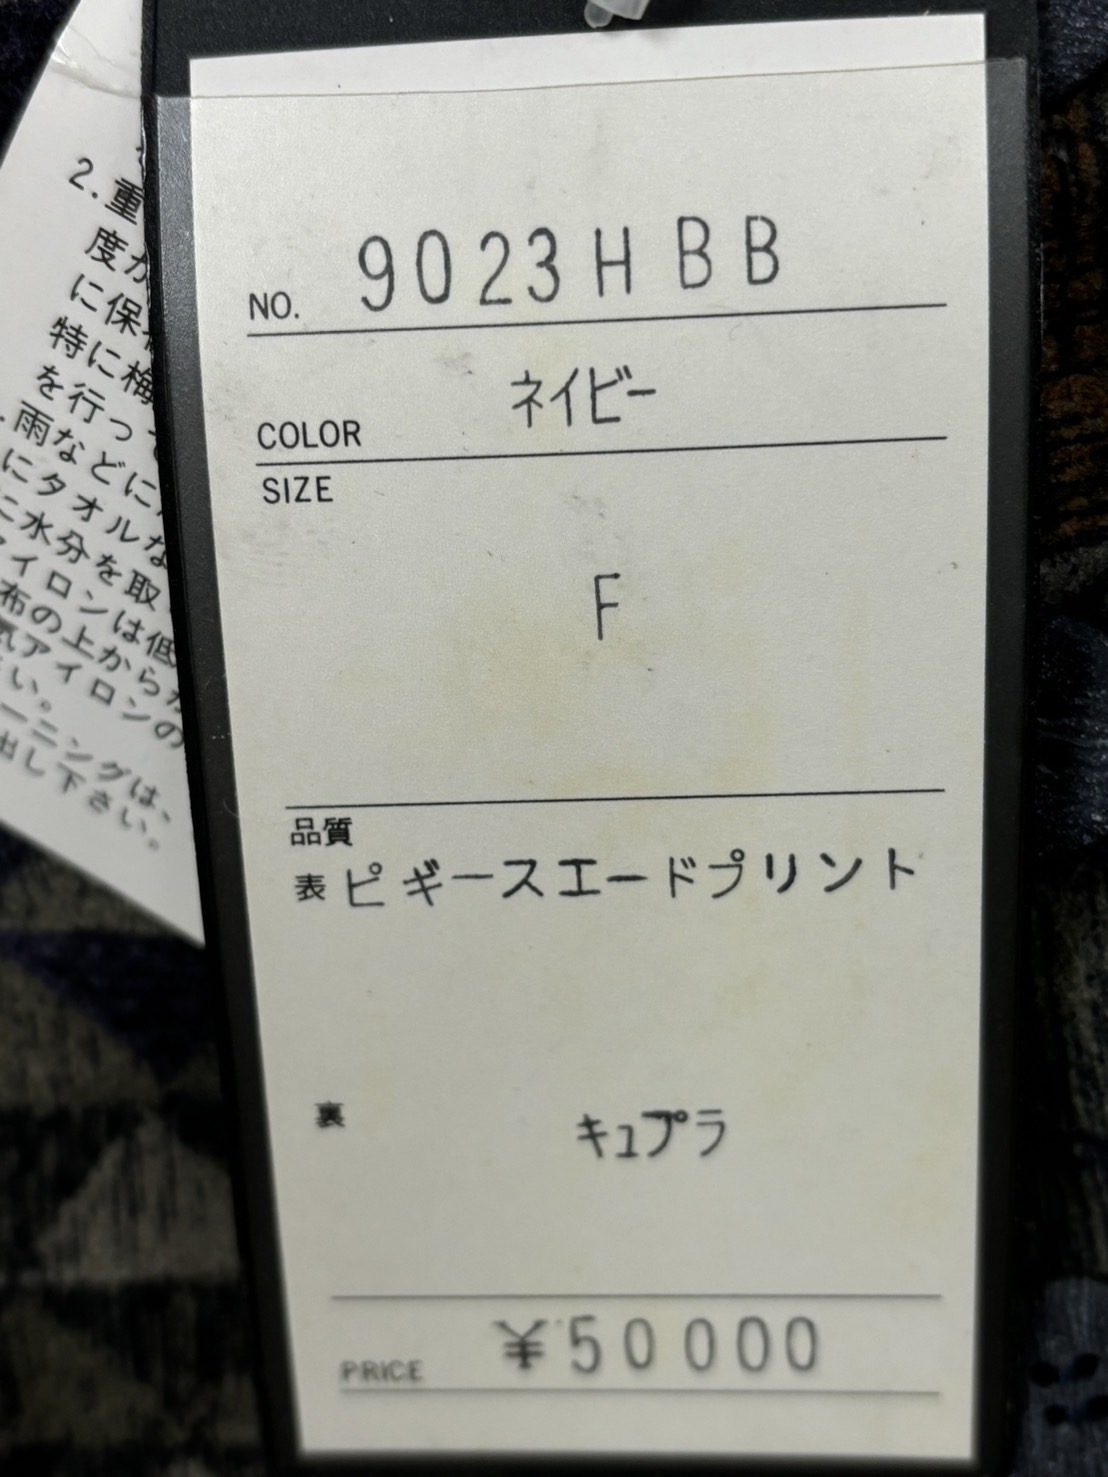 NO. 9023HBB
COLOR ネイビー
SIZE
F
品質
表 ピギースエードプリント
裏 キュプラ
PRICE ¥50000
2.重
度が
に保
特に梅
を行って
雨などに
にタオルな
に水分を取
アイロンは低
布の上から
気アイロンの
い。
ーニングは、
出し下さい。